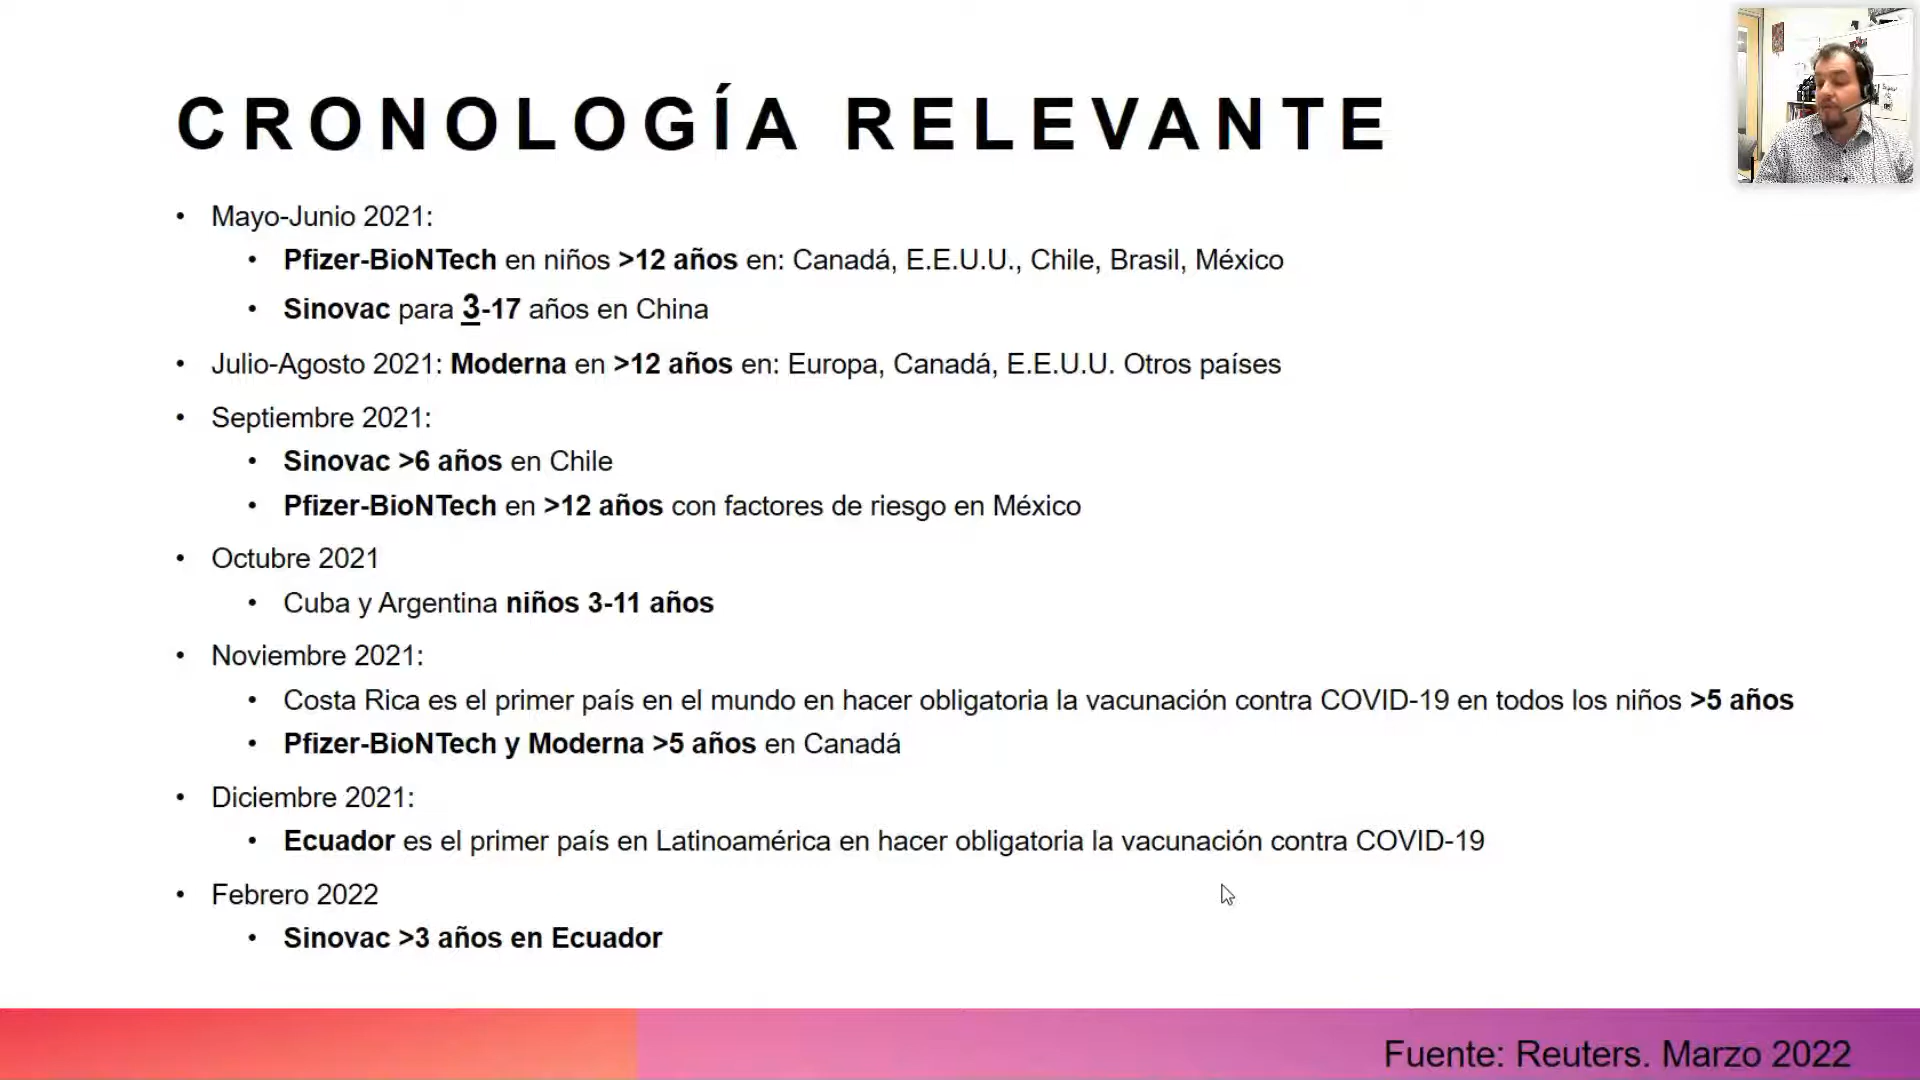 CRONOLOGÍA RELEVANTE
• Mayo-Junio 2021:
• Pfizer-BioNTech en niños >12 años en: Canadá, E.E.U.U., Chile, Brasil, México
• Sinovac para 3-17 años en China
• Julio-Agosto 2021: Moderna en >12 años en: Europa, Canadá, E.E.U.U. Otros países
• Septiembre 2021:
• Sinovac >6 años en Chile
• Pfizer-BioNTech en >12 años con factores de riesgo en México
• Octubre 2021
• Cuba y Argentina niños 3-11 años
• Noviembre 2021:
• Costa Rica es el primer país en el mundo en hacer obligatoria la vacunación contra COVID-19 en todos los niños >5 años
• Pfizer-BioNTech y Moderna >5 años en Canadá
• Diciembre 2021:
• Ecuador es el primer país en Latinoamérica en hacer obligatoria la vacunación contra COVID-19
• Febrero 2022
• Sinovac >3 años en Ecuador
Fuente: Reuters. Marzo 2022